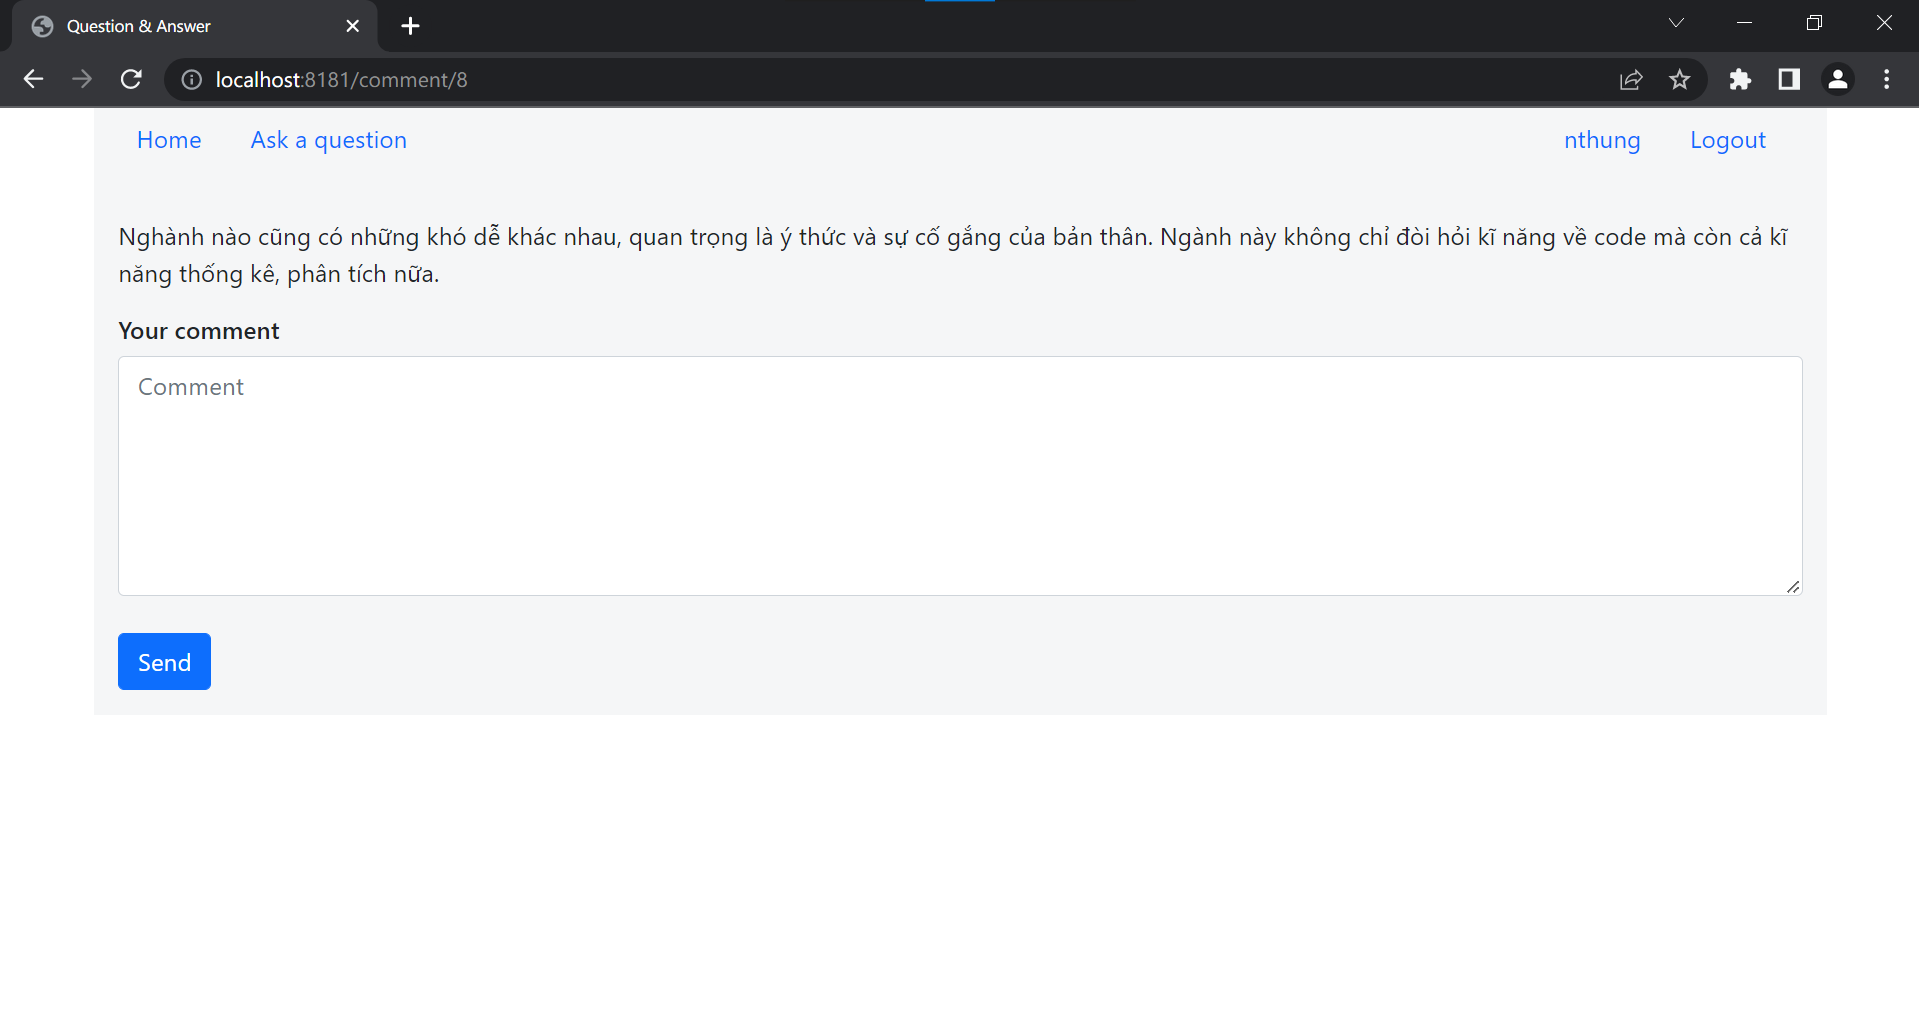 Question & Answer
localhost:8181/comment/8
Home Ask a question nthung Logout
Nghành nào cũng có những khó dễ khác nhau, quan trọng là ý thức và sự cố gắng của bản thân. Ngành này không chỉ đòi hỏi kĩ năng về code mà còn cả kĩ
năng thống kê, phân tích nữa.
Your comment
Comment
Send